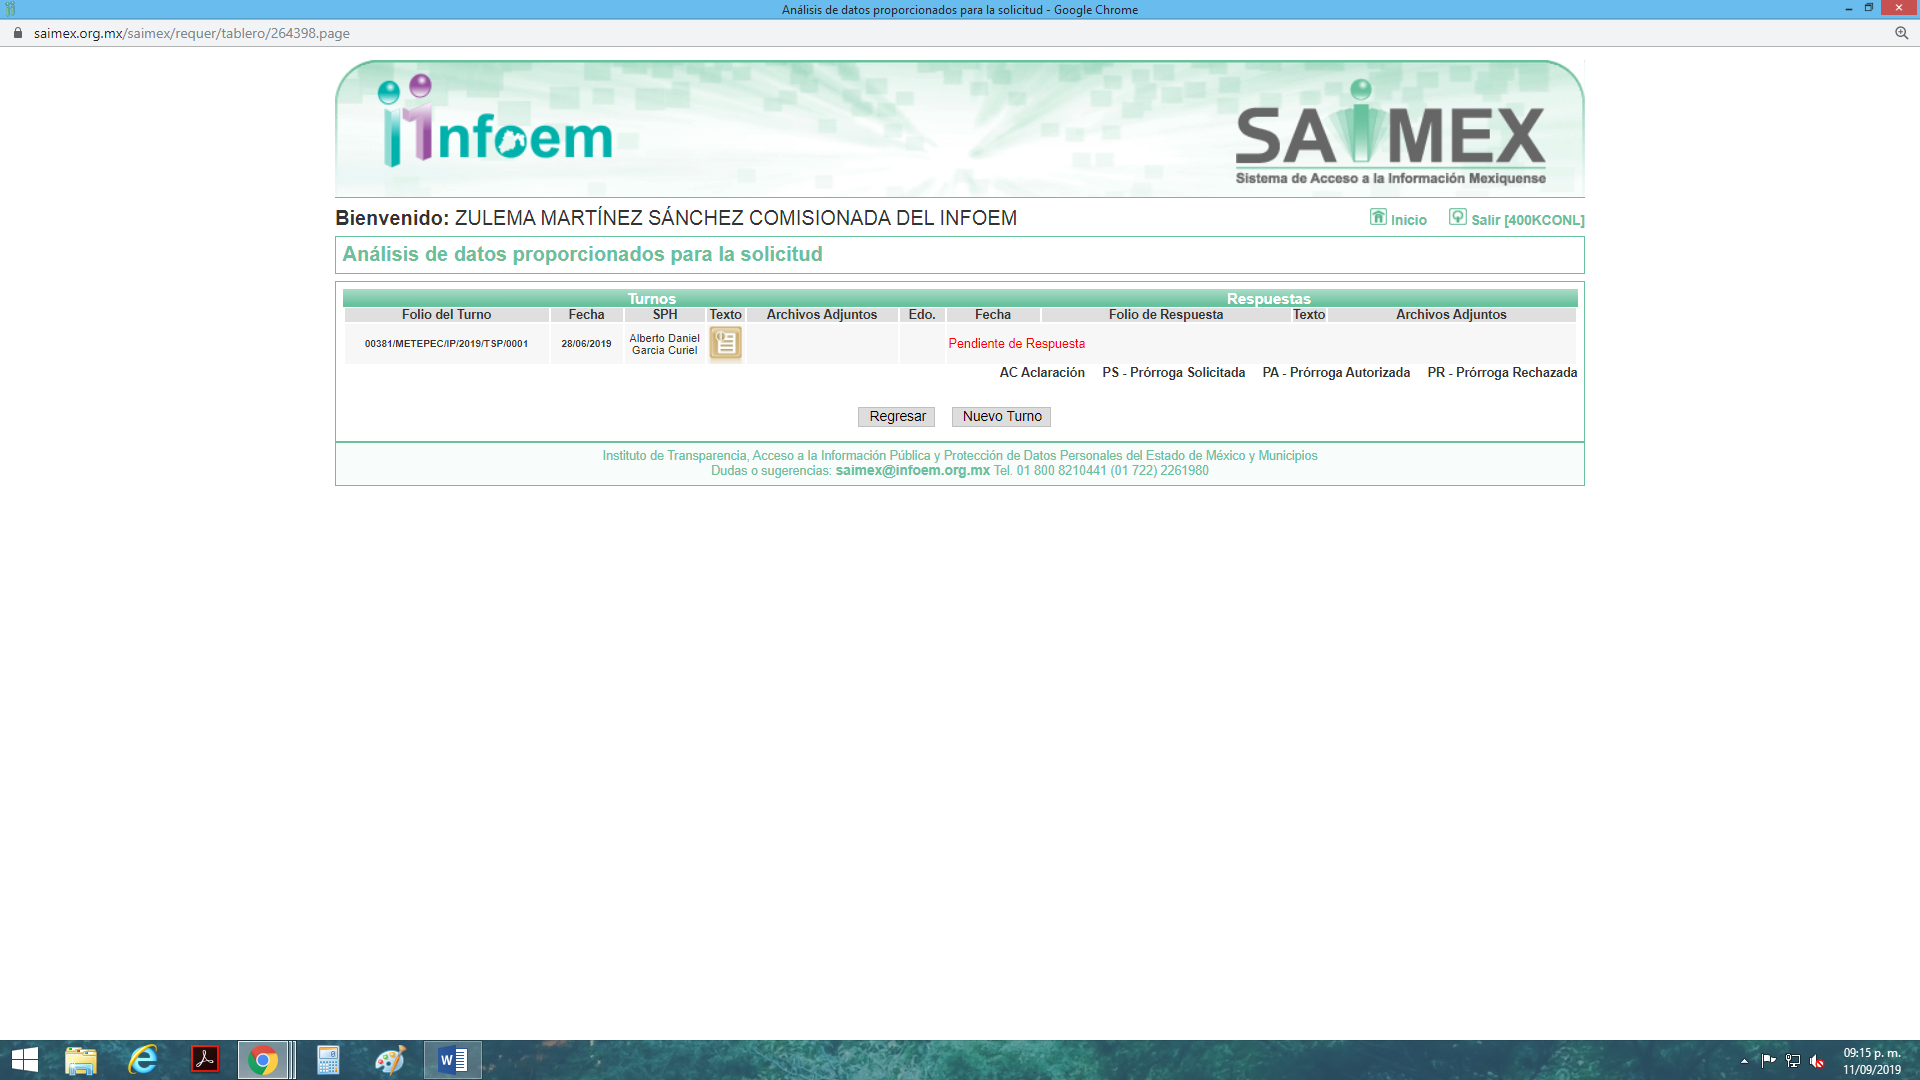 Análisis de datos proporcionados para la solicitud - Google Chrome
saimex.org.mx/saimex/requer/tablero/264398.page
infoem
SAIMEX
Sistema de Acceso a la Información Mexiquense
Bienvenido: ZULEMA MARTÍNEZ SÁNCHEZ COMISIONADA DEL INFOEM
Inicio Salir [400KCONL]
Análisis de datos proporcionados para la solicitud
Turnos Respuestas
Folio del Turno Fecha SPH Texto Archivos Adjuntos Edo. Fecha Folio de Respuesta Texto Archivos Adjuntos
00381/METEPEC/IP/2019/TSP/0001 28/06/2019 Alberto Daniel Garcia Curiel Pendiente de Respuesta
AC Aclaración PS - Prórroga Solicitada PA - Prórroga Autorizada PR - Prórroga Rechazada
Regresar Nuevo Turno
Instituto de Transparencia, Acceso a la Información Pública y Protección de Datos Personales del Estado de México y Municipios
Dudas o sugerencias: saimex@infoem.org.mx Tel. 01 800 8210441 (01 722) 2261980
09:15 p. m.
11/09/2019